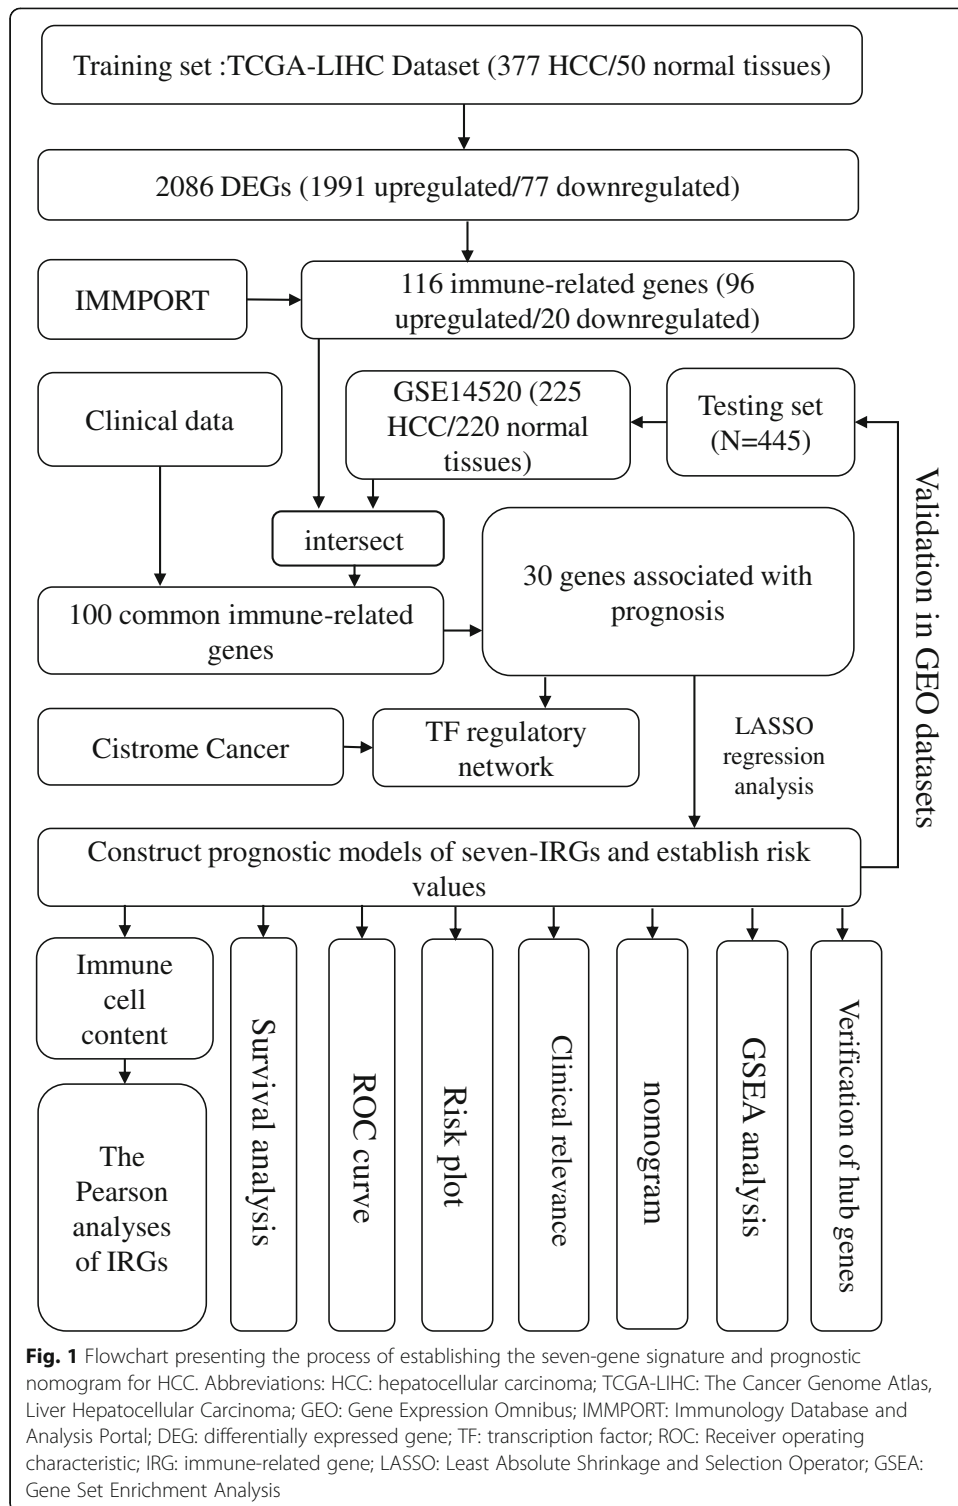 Training set :TCGA-LIHC Dataset (377 HCC/50 normal tissues)
2086 DEGs (1991 upregulated/77 downregulated)
IMMPORT
116 immune-related genes (96
upregulated/20 downregulated)
Clinical data
GSE14520 (225
HCC/220 normal
tissues)
Testing set
(N=445)
Validation in GEO datasets
intersect
100 common immune-related
genes
30 genes associated with
prognosis
Cistrome Cancer
TF regulatory
network
LASSO
regression
analysis
Construct prognostic models of seven-IRGs and establish risk
values
Immune
cell
content
The
Pearson
analyses
of IRGs
Survival analysis
ROC curve
Risk plot
Clinical relevance
nomogram
GSEA analysis
Verification of hub genes
Fig. 1 Flowchart presenting the process of establishing the seven-gene signature and prognostic
nomogram for HCC. Abbreviations: HCC: hepatocellular carcinoma; TCGA-LIHC: The Cancer Genome Atlas,
Liver Hepatocellular Carcinoma; GEO: Gene Expression Omnibus; IMMPORT: Immunology Database and
Analysis Portal; DEG: differentially expressed gene; TF: transcription factor; ROC: Receiver operating
characteristic; IRG: immune-related gene; LASSO: Least Absolute Shrinkage and Selection Operator; GSEA:
Gene Set Enrichment Analysis